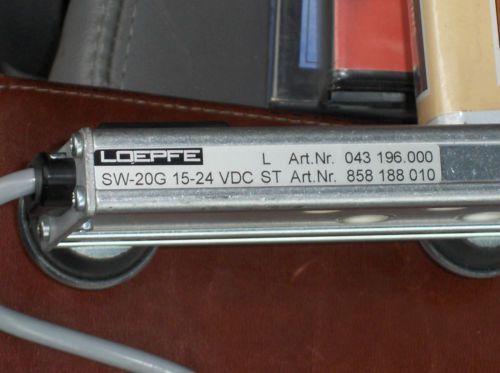 LOEPFE L Art.Nr. 043 196.000
SW-20G 15-24 VDC ST Art.Nr. 858 188 010